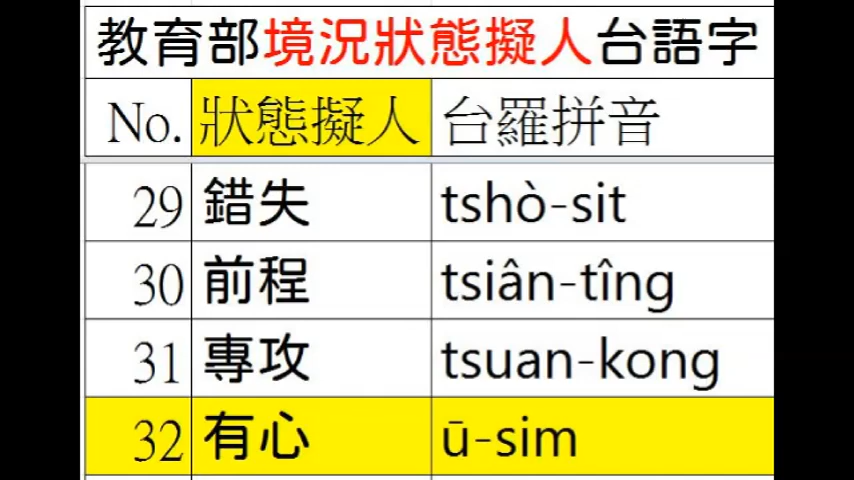 教育部境況狀態擬人台語字
No. 狀態擬人 台羅拼音
29 錯失 tshò-sit
30 前程 tsiân-tîng
31 專攻 tsuan-kong
32 有心 ū-sim